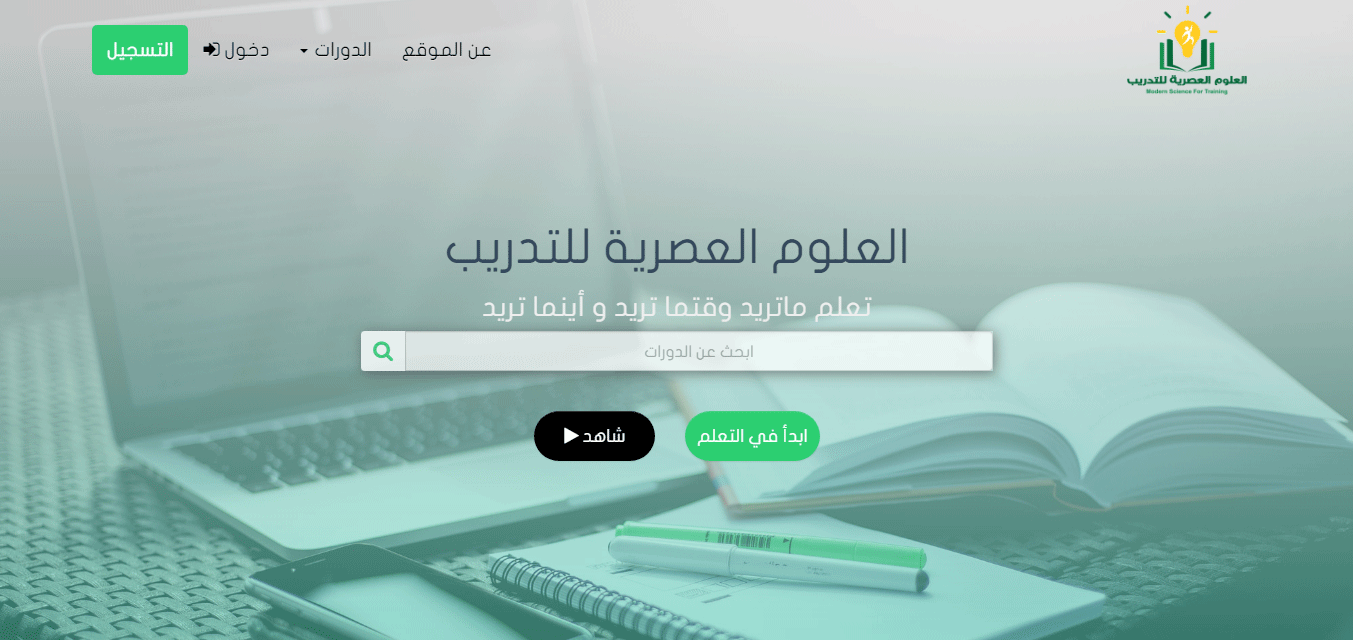 العلوم العصرية للتدريب
Modern Science For Training
عن الموقع
الدورات
دخول
التسجيل
العلوم العصرية للتدريب
تعلم ماتريد وقتما تريد و أينما تريد
ابحث عن الدورات
ابدأ في التعلم
شاهد